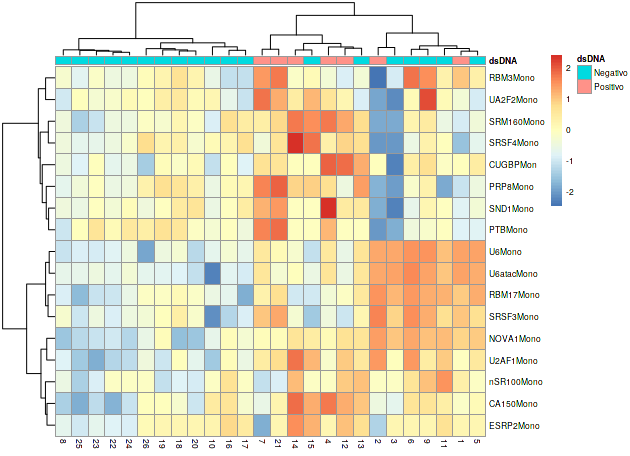 dsDNA
RBM3Mono
UA2F2Mono
SRM160Mono
SRSF4Mono
CUGBPMon
PRP8Mono
SND1Mono
PTBMono
U6Mono
U6atacMono
RBM17Mono
SRSF3Mono
NOVA1Mono
U2AF1Mono
nSR100Mono
CA150Mono
ESRP2Mono
8 25 23 22 24 26 19 18 20 10 16 17 7 21 14 15 4 12 13 2 3 6 9 11 1 5
2
1
0
-1
-2
dsDNA
Negativo
Positivo